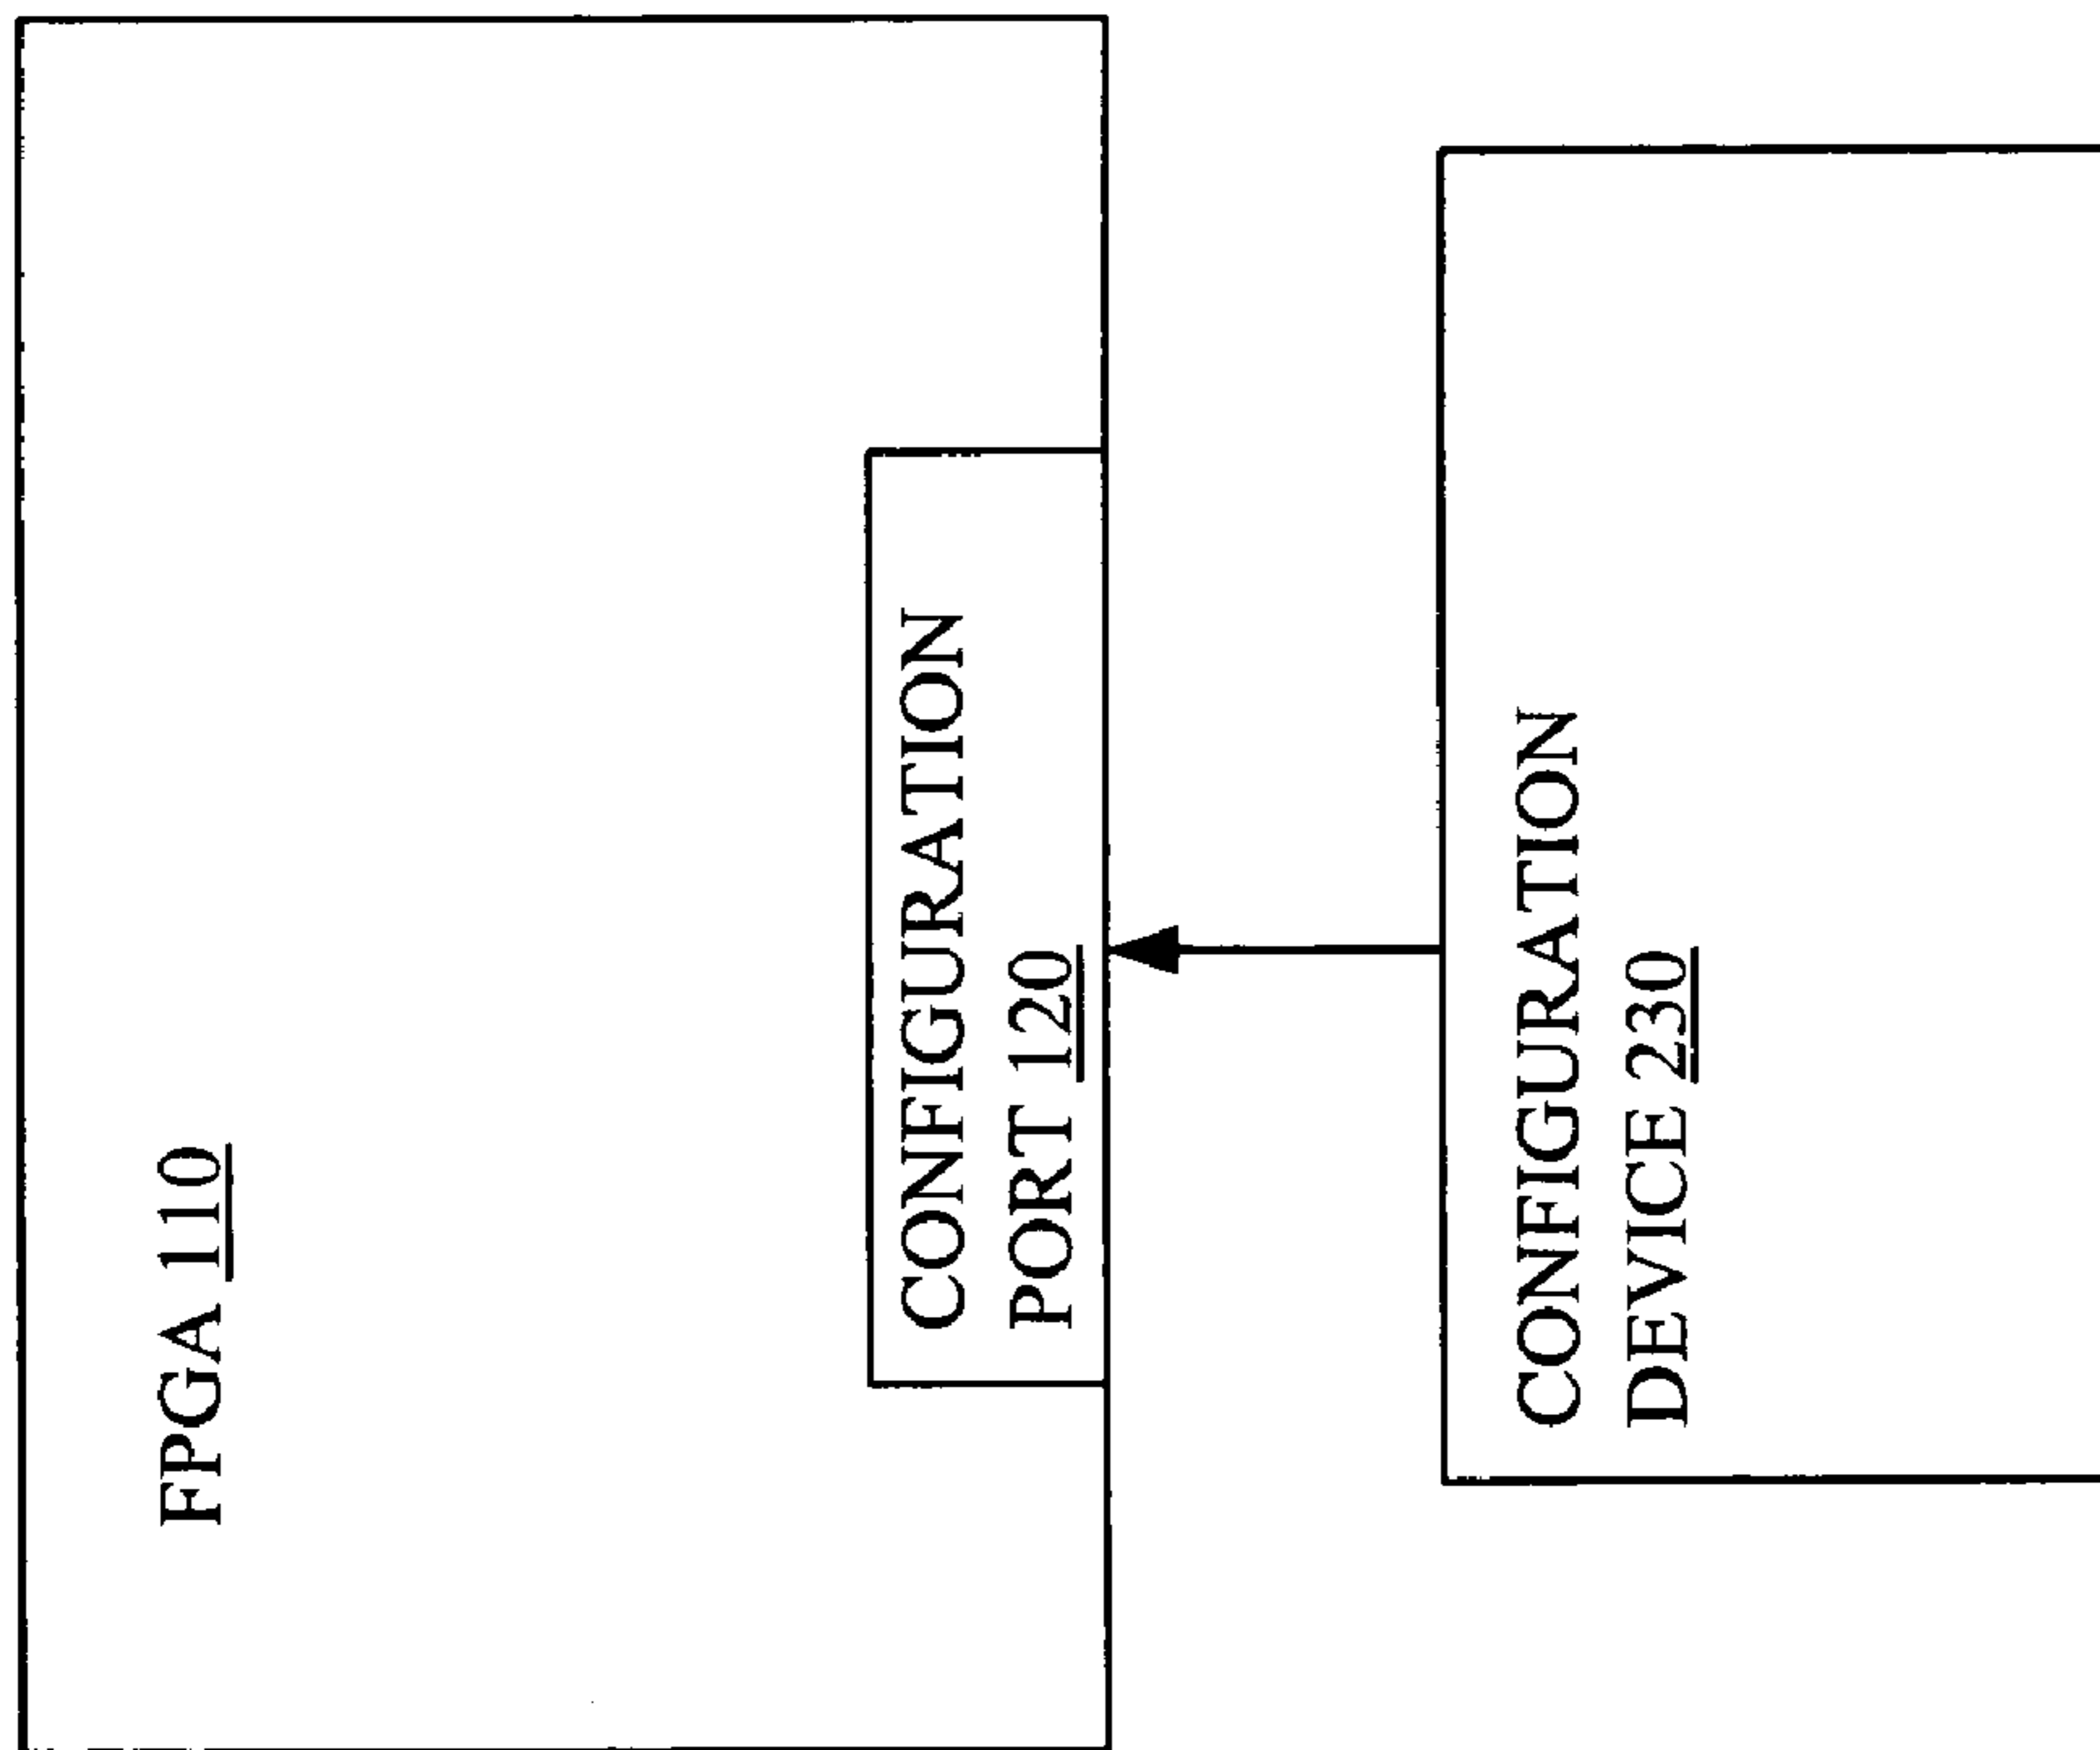 FPGA 110
CONFIGURATION
PORT 120
CONFIGURATION
DEVICE 230